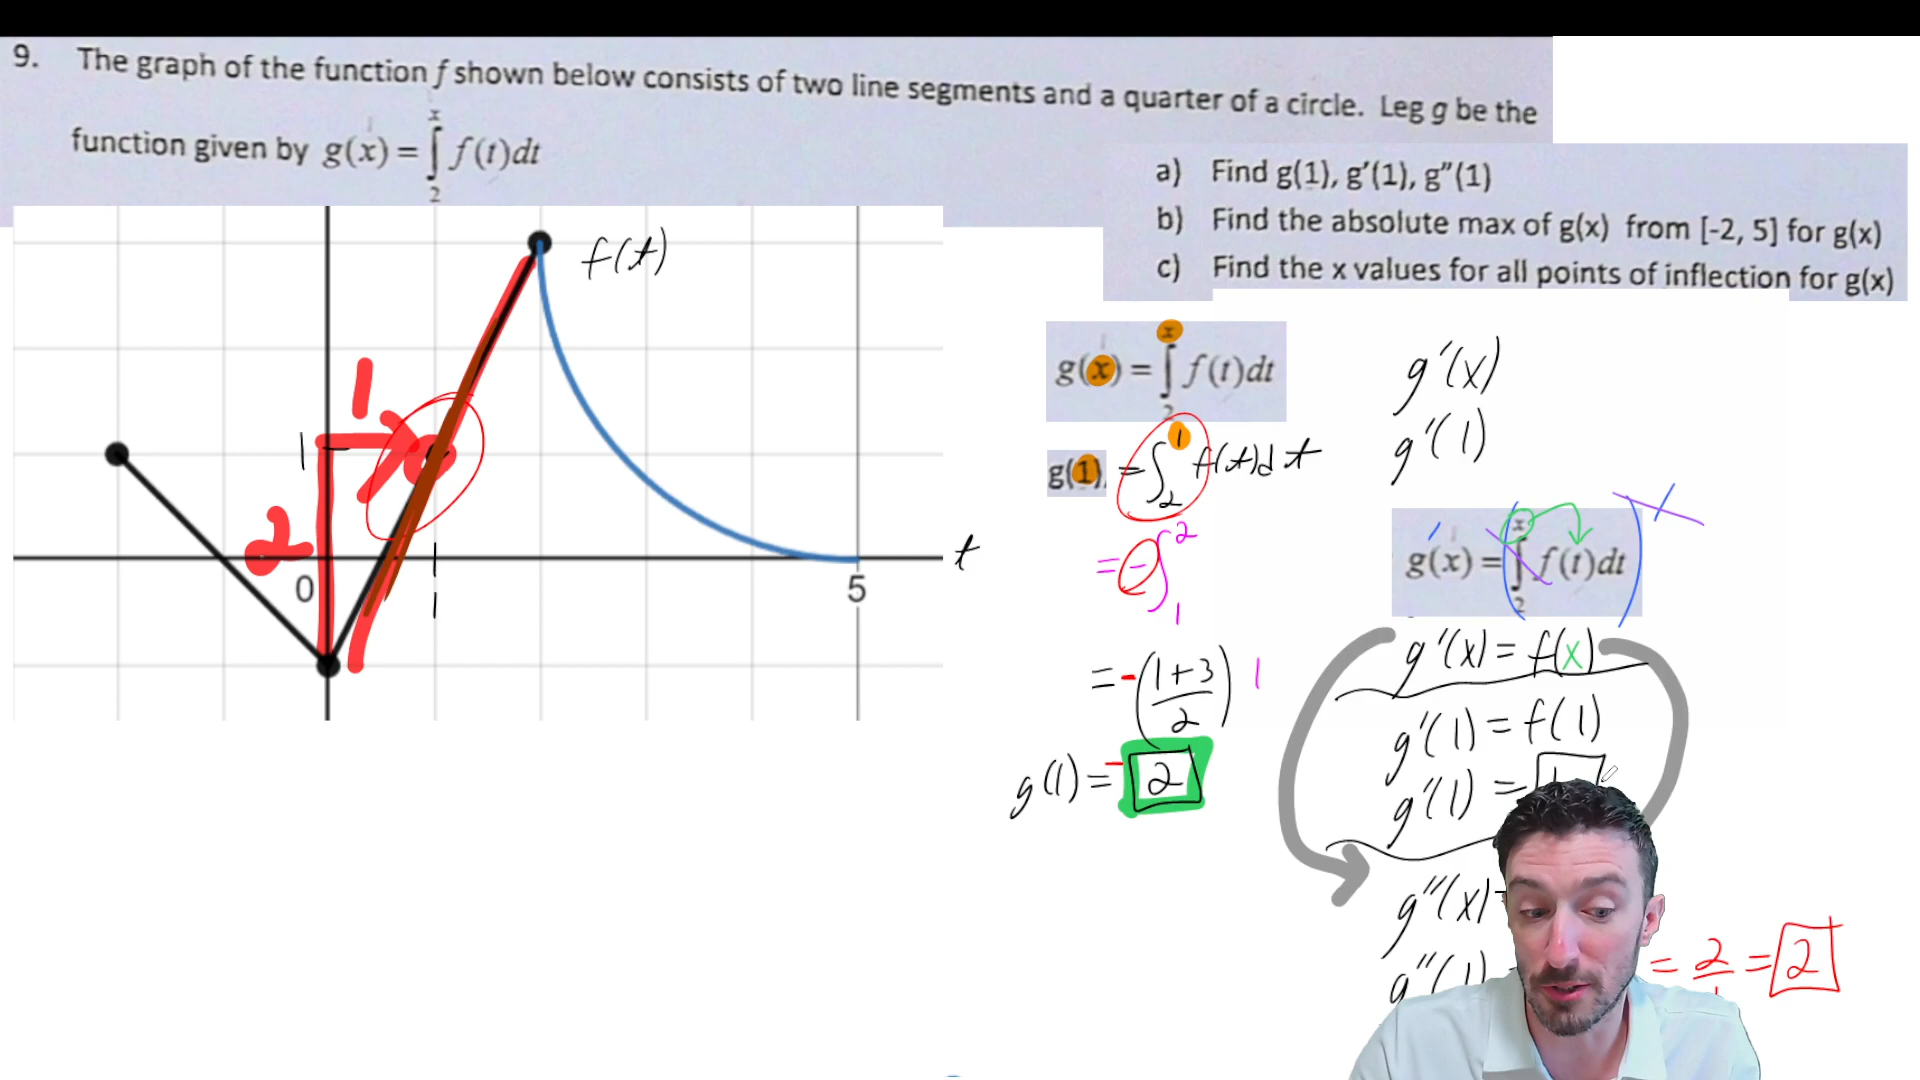 9. The graph of the function f shown below consists of two line segments and a quarter of a circle. Leg g be the
function given by g(x) = ∫₂ˣ f(t)dt
a) Find g(1), g'(1), g"(1)
b) Find the absolute max of g(x) from [-2, 5] for g(x)
c) Find the x values for all points of inflection for g(x)
f(t)
1
1
2
0
1
5
t
g(x) = ∫₂ˣ f(t)dt
g(1) = ∫₂¹ f(t)dt
= -∫₁²
= -(1+3/2) 1
g(1) = -2
g'(x)
g'(1)
g'(x) = (∫₂ˣ f(t)dt)'
g'(x) = f(x)
g'(1) = f(1)
g'(1) =
g"(x)
g"(1)
= 2/1 = 2